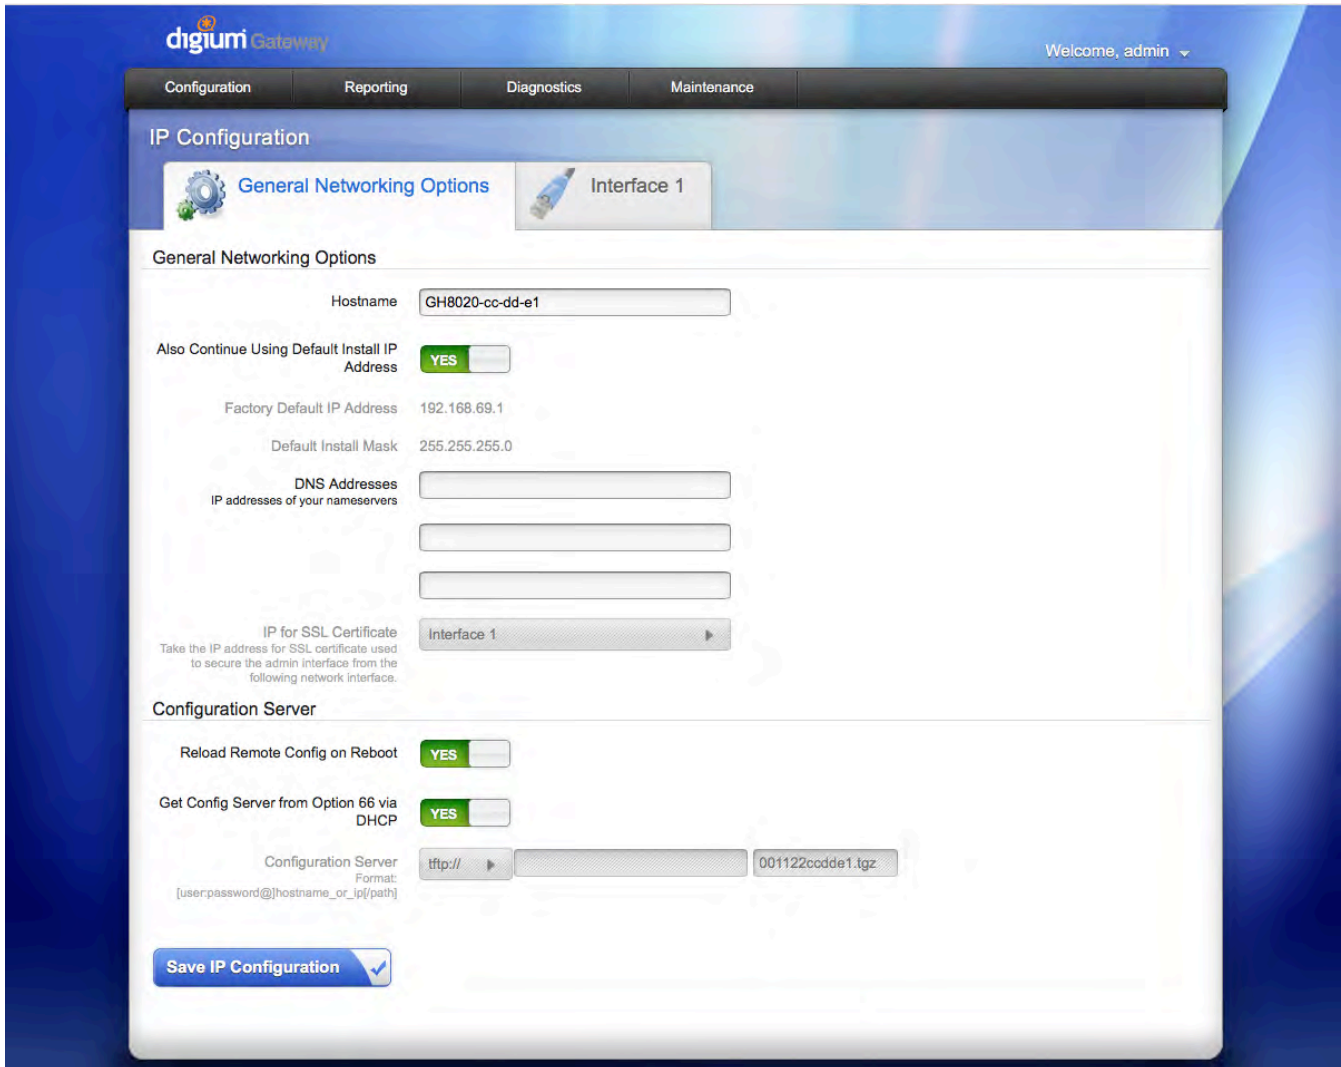 digium Gateway
Welcome, admin
Configuration Reporting Diagnostics Maintenance
IP Configuration
General Networking Options Interface 1
General Networking Options
Hostname GH8020-cc-dd-e1
Also Continue Using Default Install IP
Address YES
Factory Default IP Address 192.168.69.1
Default Install Mask 255.255.255.0
DNS Addresses
IP addresses of your nameservers
IP for SSL Certificate Interface 1
Take the IP address for SSL certificate used
to secure the admin interface from the
following network interface.
Configuration Server
Reload Remote Config on Reboot YES
Get Config Server from Option 66 via
DHCP YES
Configuration Server tftp:// 001122ccdde1.tgz
Format:
[user:password@]hostname_or_ip[/path]
Save IP Configuration